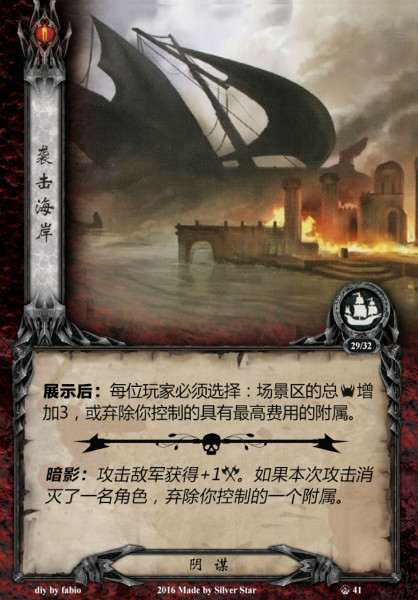 袭击海岸
29/32
展示后：每位玩家必须选择：场景区的总增
加3，或弃除你控制的具有最高费用的附属。
暗影：攻击敌军获得+1。如果本次攻击消
灭了一名角色，弃除你控制的一个附属。
阴谋
diy by fabio 2016 Made by Silver Star 41